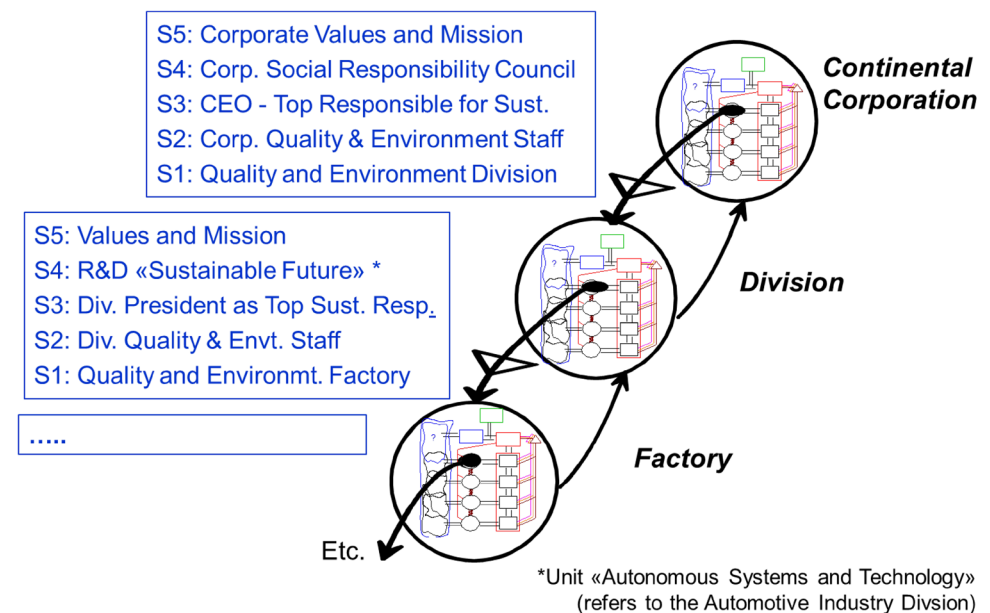 S5: Corporate Values and Mission
S4: Corp. Social Responsibility Council
S3: CEO - Top Responsible for Sust.
S2: Corp. Quality & Environment Staff
S1: Quality and Environment Division
Continental
Corporation
?
S5: Values and Mission
S4: R&D «Sustainable Future» *
S3: Div. President as Top Sust. Resp.
S2: Div. Quality & Envt. Staff
S1: Quality and Environmt. Factory
?
Division
.....
?
Factory
Etc.
*Unit «Autonomous Systems and Technology»
(refers to the Automotive Industry Divsion)